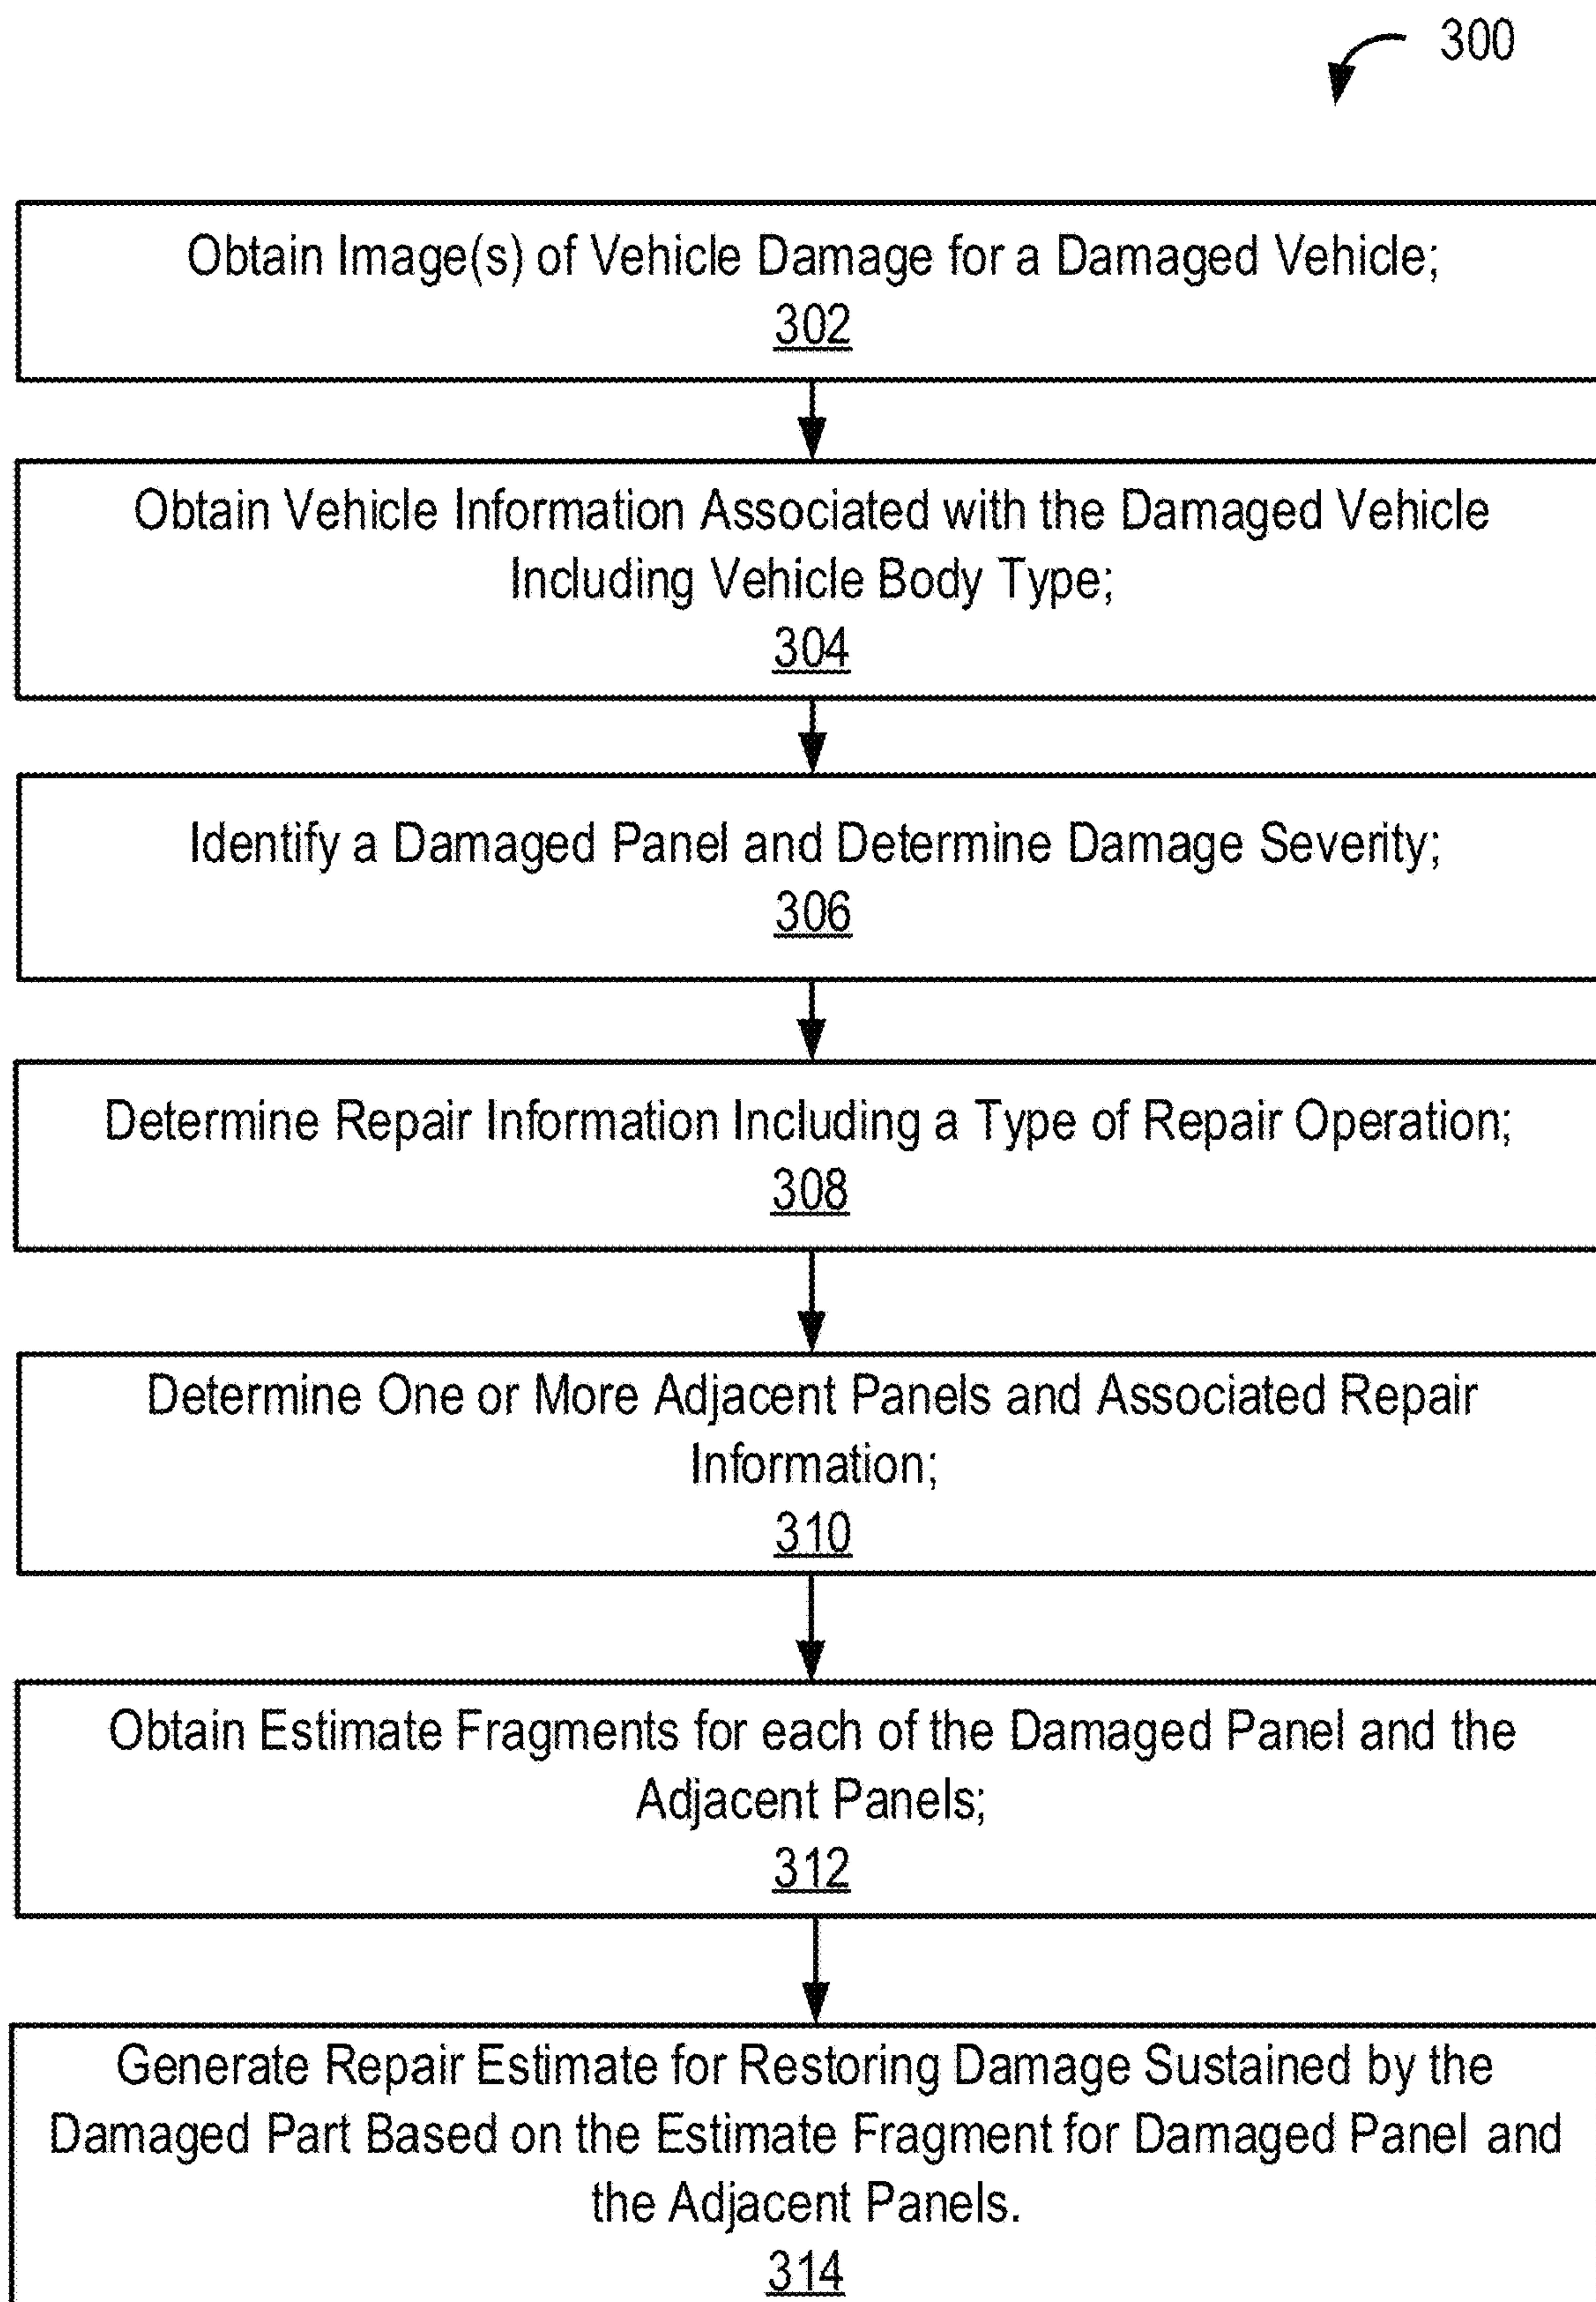 300
Obtain Image(s) of Vehicle Damage for a Damaged Vehicle;
302
Obtain Vehicle Information Associated with the Damaged Vehicle
Including Vehicle Body Type;
304
Identify a Damaged Panel and Determine Damage Severity;
306
Determine Repair Information Including a Type of Repair Operation;
308
Determine One or More Adjacent Panels and Associated Repair
Information;
310
Obtain Estimate Fragments for each of the Damaged Panel and the
Adjacent Panels;
312
Generate Repair Estimate for Restoring Damage Sustained by the
Damaged Part Based on the Estimate Fragment for Damaged Panel and
the Adjacent Panels.
314